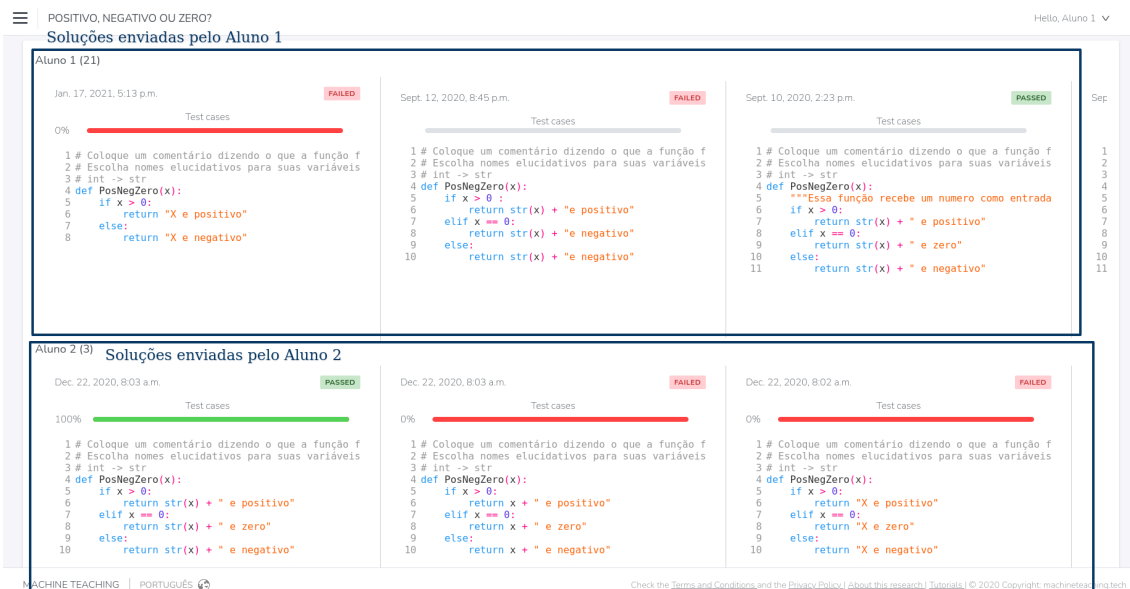 POSITIVO, NEGATIVO OU ZERO?
Hello, Aluno 1
Soluções enviadas pelo Aluno 1
Aluno 1 (21)
Jan. 17, 2021, 5:13 p.m.
FAILED
Test cases
0%
1 # Coloque um comentário dizendo o que a função f
2 # Escolha nomes elucidativos para suas variáveis
3 # int -> str
4 def PosNegZero(x):
5     if x > 0:
6         return "X e positivo"
7     else:
8         return "X e negativo"
Sept. 12, 2020, 8:45 p.m.
FAILED
Test cases
1 # Coloque um comentário dizendo o que a função f
2 # Escolha nomes elucidativos para suas variáveis
3 # int -> str
4 def PosNegZero(x):
5     if x > 0 :
6         return str(x) + "e positivo"
7     elif x == 0:
8         return str(x) + "e negativo"
9     else:
10         return str(x) + "e negativo"
Sept. 10, 2020, 2:23 p.m.
PASSED
Test cases
1 # Coloque um comentário dizendo o que a função f
2 # Escolha nomes elucidativos para suas variáveis
3 # int -> str
4 def PosNegZero(x):
5     """Essa função recebe um numero como entrada
6     if x > 0:
7         return str(x) + " e positivo"
8     elif x == 0:
9         return str(x) + " e zero"
10     else:
11         return str(x) + " e negativo"
Sep
1
2
3
4
5
6
7
8
9
10
11
Aluno 2 (3)
Soluções enviadas pelo Aluno 2
Dec. 22, 2020, 8:03 a.m.
PASSED
Test cases
100%
1 # Coloque um comentário dizendo o que a função f
2 # Escolha nomes elucidativos para suas variáveis
3 # int -> str
4 def PosNegZero(x):
5     if x > 0:
6         return str(x) + " e positivo"
7     elif x == 0:
8         return str(x) + " e zero"
9     else:
10         return str(x) + " e negativo"
Dec. 22, 2020, 8:03 a.m.
FAILED
Test cases
0%
1 # Coloque um comentário dizendo o que a função f
2 # Escolha nomes elucidativos para suas variáveis
3 # int -> str
4 def PosNegZero(x):
5     if x > 0:
6         return x + " e positivo"
7     elif x == 0:
8         return x + " e zero"
9     else:
10         return x + " e negativo"
Dec. 22, 2020, 8:02 a.m.
FAILED
Test cases
0%
1 # Coloque um comentário dizendo o que a função f
2 # Escolha nomes elucidativos para suas variáveis
3 # int -> str
4 def PosNegZero(x):
5     if x > 0:
6         return "X e positivo"
7     elif x == 0:
8         return "X e zero"
9     else:
10         return "X e negativo"
MACHINE TEACHING | PORTUGUÊS
Check the Terms and Conditions and the Privacy Policy | About this research | Tutorials | © 2020 Copyright: machineteaching.tech